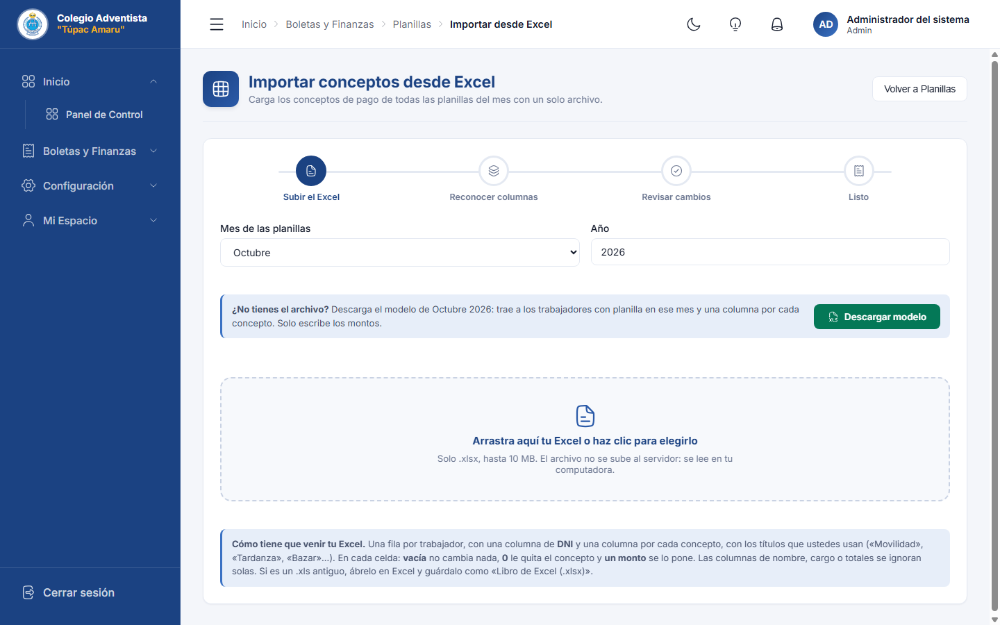 Colegio Adventista
"Túpac Amaru"
Inicio
Panel de Control
Boletas y Finanzas
Configuración
Mi Espacio
Cerrar sesión
Inicio > Boletas y Finanzas > Planillas > Importar desde Excel
AD
Administrador del sistema
Admin
Importar conceptos desde Excel
Carga los conceptos de pago de todas las planillas del mes con un solo archivo.
Volver a Planillas
Subir el Excel
Reconocer columnas
Revisar cambios
Listo
Mes de las planillas
Octubre
Año
2026
¿No tienes el archivo? Descarga el modelo de Octubre 2026: trae a los trabajadores con planilla en ese mes y una columna por cada
concepto. Solo escribe los montos.
XLS
Descargar modelo
Arrastra aquí tu Excel o haz clic para elegirlo
Solo .xlsx, hasta 10 MB. El archivo no se sube al servidor: se lee en tu
computadora.
Cómo tiene que venir tu Excel. Una fila por trabajador, con una columna de DNI y una columna por cada concepto, con los títulos que ustedes usan («Movilidad»,
«Tardanza», «Bazar»...). En cada celda: vacía no cambia nada, 0 le quita el concepto y un monto se lo pone. Las columnas de nombre, cargo o totales se ignoran
solas. Si es un .xls antiguo, ábrelo en Excel y guárdalo como «Libro de Excel (.xlsx)».